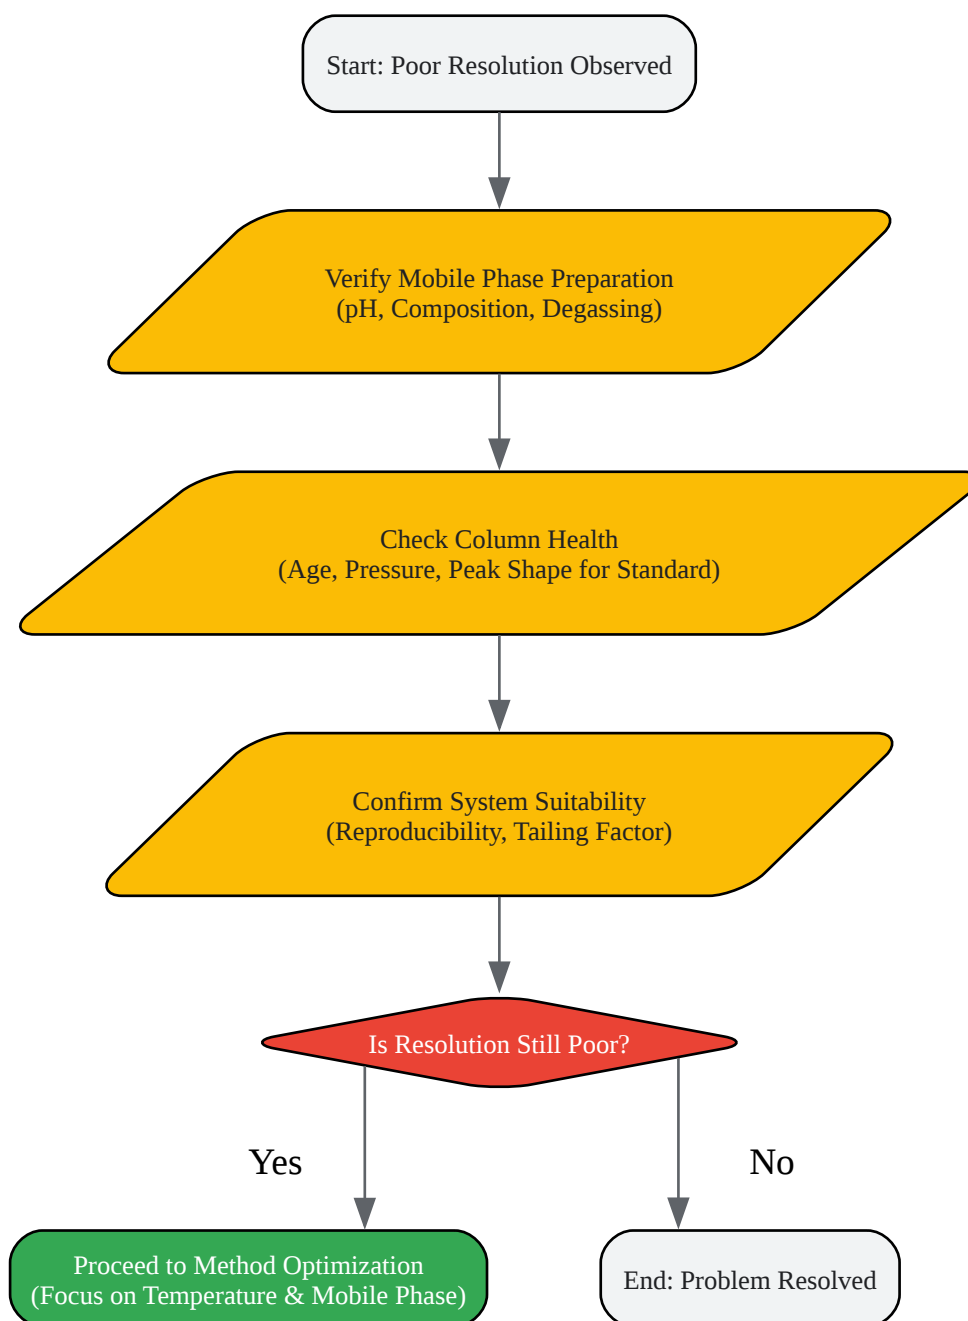 Start: Poor Resolution Observed
Verify Mobile Phase Preparation
(pH, Composition, Degassing)
Check Column Health
(Age, Pressure, Peak Shape for Standard)
Confirm System Suitability
(Reproducibility, Tailing Factor)
Is Resolution Still Poor?
Yes
No
Proceed to Method Optimization
(Focus on Temperature & Mobile Phase)
End: Problem Resolved